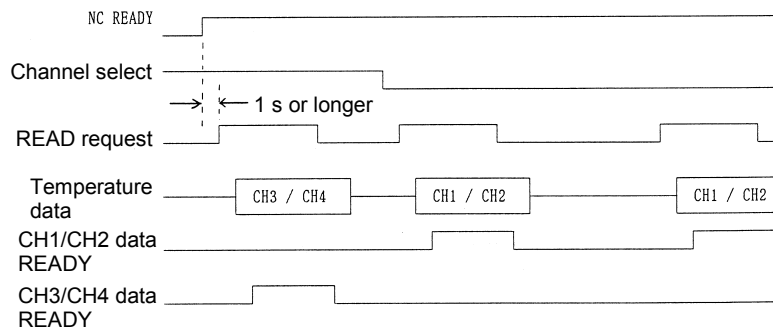 NC READY
Channel select
1 s or longer
READ request
Temperature
data
CH3 / CH4
CH1 / CH2
CH1 / CH2
CH1/CH2 data
READY
CH3/CH4 data
READY